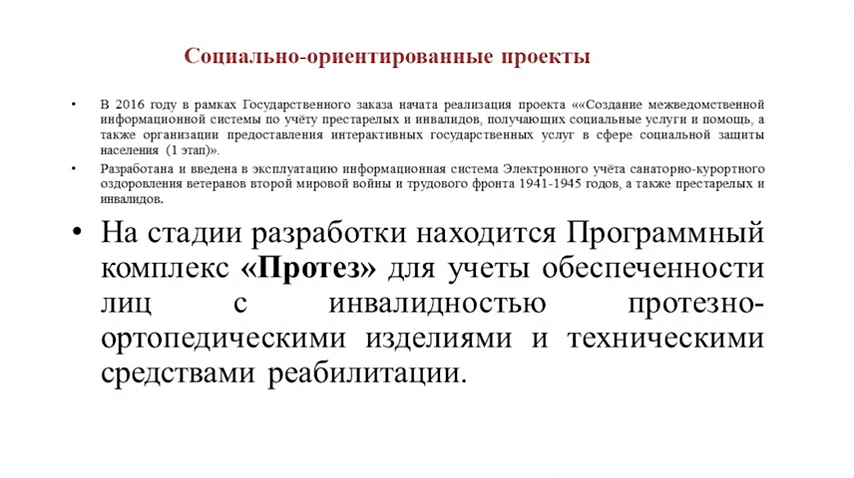 Социально-ориентированные проекты
• В 2016 году в рамках Государственного заказа начата реализация проекта ««Создание межведомственной
информационной системы по учёту престарелых и инвалидов, получающих социальные услуги и помощь, а
также организации предоставления интерактивных государственных услуг в сфере социальной защиты
населения (1 этап)».
• Разработана и введена в эксплуатацию информационная система Электронного учёта санаторно-курортного
оздоровления ветеранов второй мировой войны и трудового фронта 1941-1945 годов, а также престарелых и
инвалидов.
• На стадии разработки находится Программный
комплекс «Протез» для учеты обеспеченности
лиц с инвалидностью протезно-
ортопедическими изделиями и техническими
средствами реабилитации.